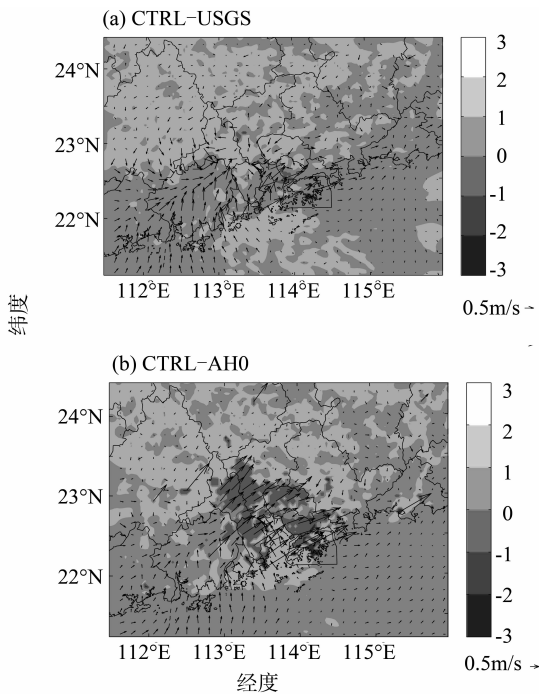 (a) CTRL−USGS
24°N
23°N
22°N
112°E 113°E 114°E 115°E
3
2
1
0
-1
-2
-3
0.5m/s
纬度
(b) CTRL−AH0
24°N
23°N
22°N
112°E 113°E 114°E 115°E
3
2
1
0
-1
-2
-3
0.5m/s
经度